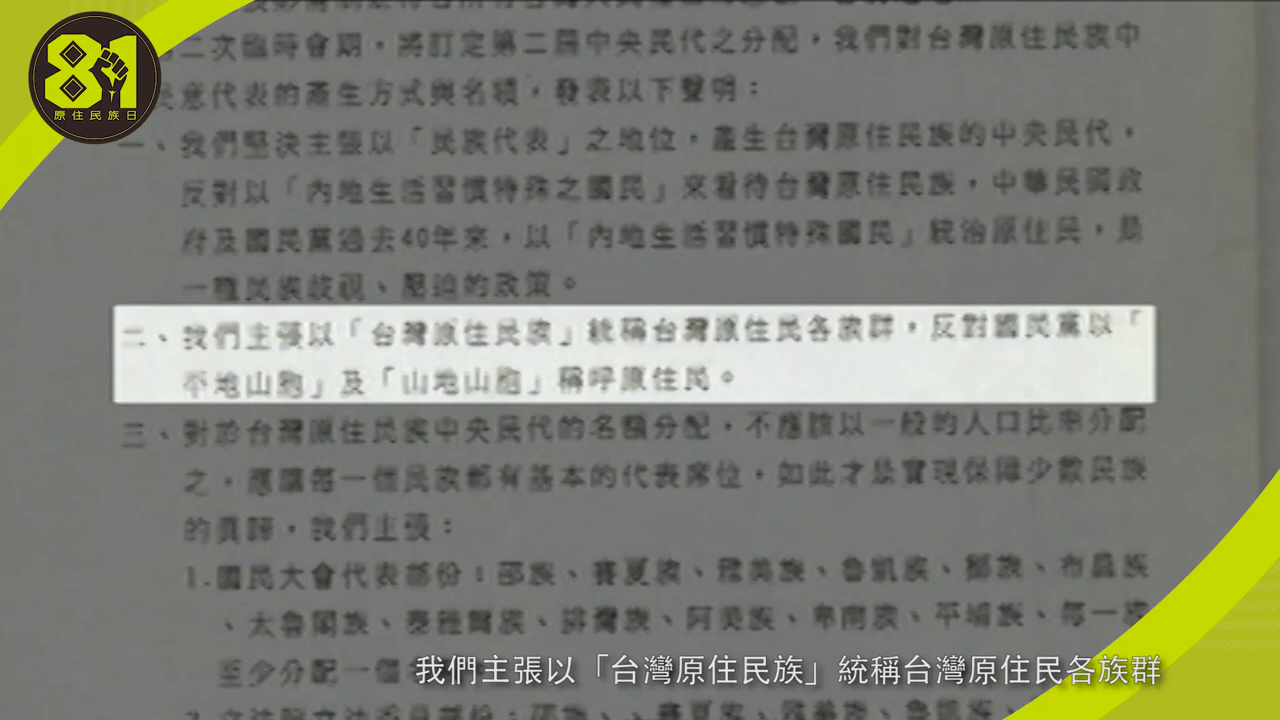 81
原住民族日
二次臨時會期，將訂定第二屆中央民代之分配，我們對台灣原住民族中
央意代表的產生方式與名額，發表以下聲明：
一、我們堅決主張以「民族代表」之地位，產生台灣原住民族的中央民代，
反對以「內地生活習慣特殊之國民」來看待台灣原住民族，中華民國政
府及國民黨過去40年來，以「內地生活習慣特殊國民」統治原住民，是
一種民族歧視、壓迫的政策。
二、我們主張以「台灣原住民族」統稱台灣原住民各族群，反對國民黨以「
平地山胞」及「山地山胞」稱呼原住民。
三、對於台灣原住民族中央民代的名額分配，不應該以一般的人口比率分配
之，應讓每一個民族都有基本的代表席位，如此才是實現保障少數民族
的真諦，我們主張：
1.國民大會代表部份：邵族、賽夏族、雅美族、魯凱族、鄒族、布農族
、太魯閣族、泰雅爾族、排灣族、阿美族、卑南族、平埔族、每一族
至少分配一個
我們主張以「台灣原住民族」統稱台灣原住民各族群